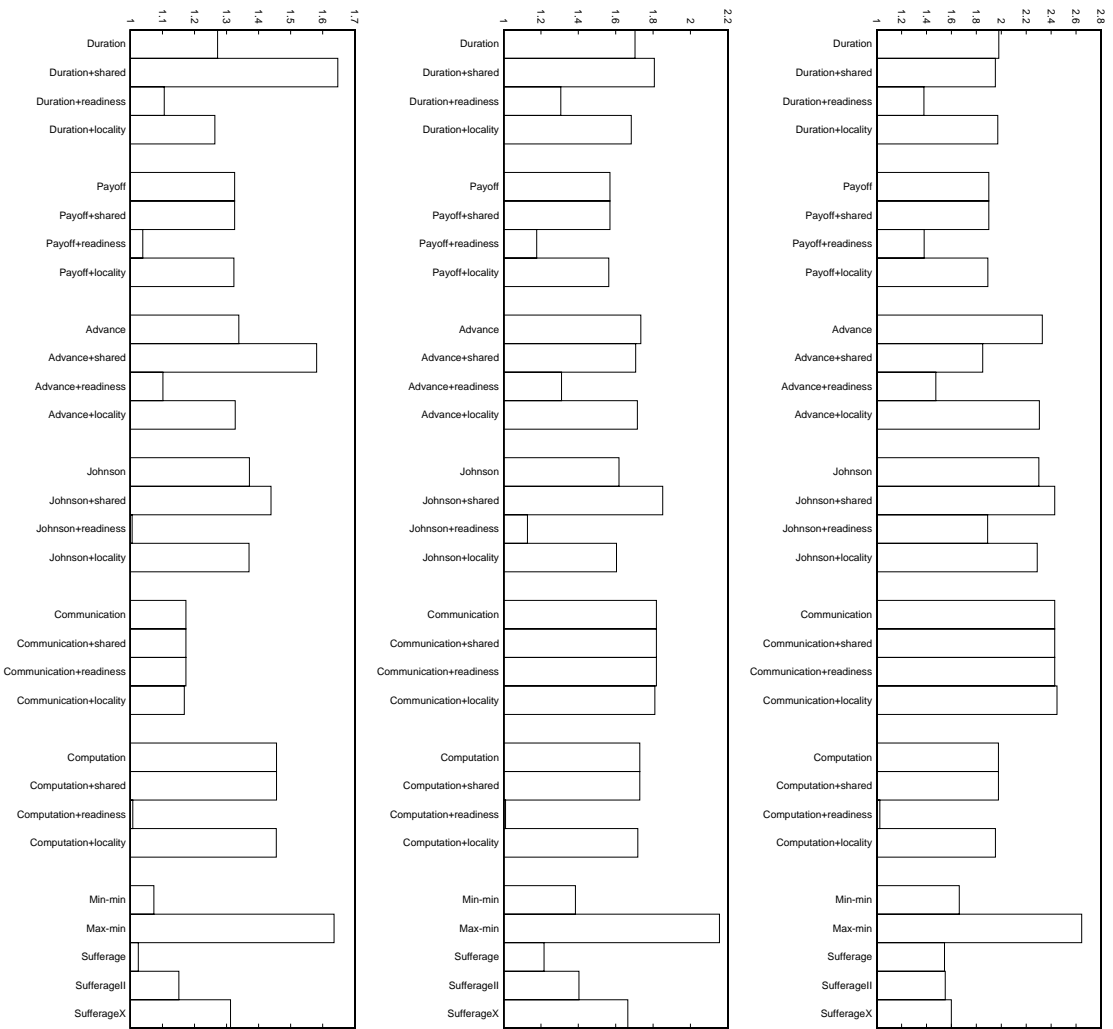 1 1.1 1.2 1.3 1.4 1.5 1.6 1.7
Duration
Duration+shared
Duration+readiness
Duration+locality
Payoff
Payoff+shared
Payoff+readiness
Payoff+locality
Advance
Advance+shared
Advance+readiness
Advance+locality
Johnson
Johnson+shared
Johnson+readiness
Johnson+locality
Communication
Communication+shared
Communication+readiness
Communication+locality
Computation
Computation+shared
Computation+readiness
Computation+locality
Min-min
Max-min
Sufferage
SufferageII
SufferageX
1 1.2 1.4 1.6 1.8 2 2.2
Duration
Duration+shared
Duration+readiness
Duration+locality
Payoff
Payoff+shared
Payoff+readiness
Payoff+locality
Advance
Advance+shared
Advance+readiness
Advance+locality
Johnson
Johnson+shared
Johnson+readiness
Johnson+locality
Communication
Communication+shared
Communication+readiness
Communication+locality
Computation
Computation+shared
Computation+readiness
Computation+locality
Min-min
Max-min
Sufferage
SufferageII
SufferageX
1 1.2 1.4 1.6 1.8 2 2.2 2.4 2.6 2.8
Duration
Duration+shared
Duration+readiness
Duration+locality
Payoff
Payoff+shared
Payoff+readiness
Payoff+locality
Advance
Advance+shared
Advance+readiness
Advance+locality
Johnson
Johnson+shared
Johnson+readiness
Johnson+locality
Communication
Communication+shared
Communication+readiness
Communication+locality
Computation
Computation+shared
Computation+readiness
Computation+locality
Min-min
Max-min
Sufferage
SufferageII
SufferageX